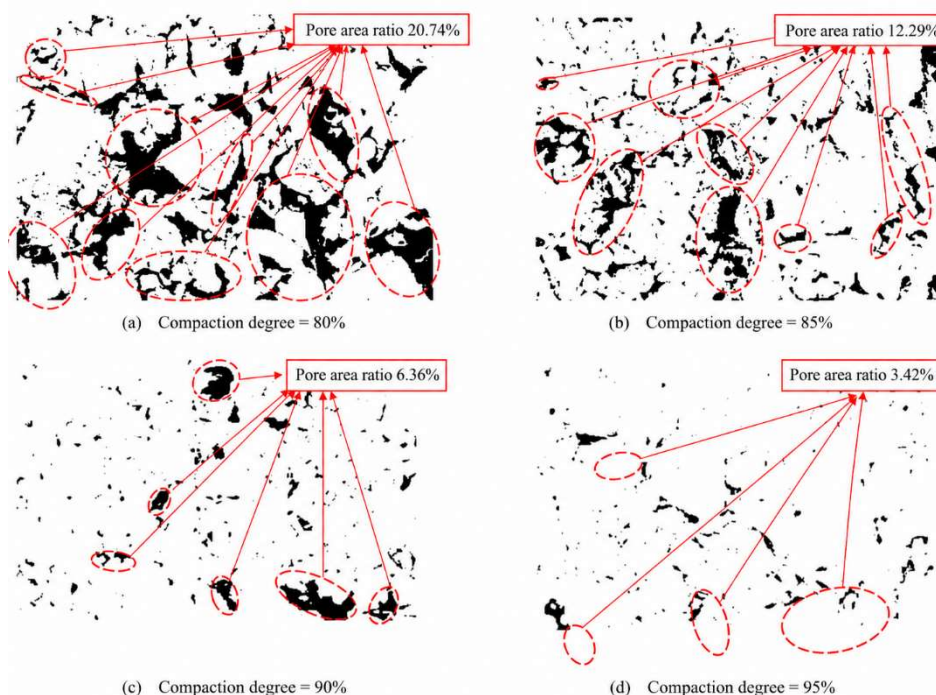 Pore area ratio 20.74%
Pore area ratio 12.29%
(a) Compaction degree = 80%
(b) Compaction degree = 85%
Pore area ratio 6.36%
Pore area ratio 3.42%
(c) Compaction degree = 90%
(d) Compaction degree = 95%